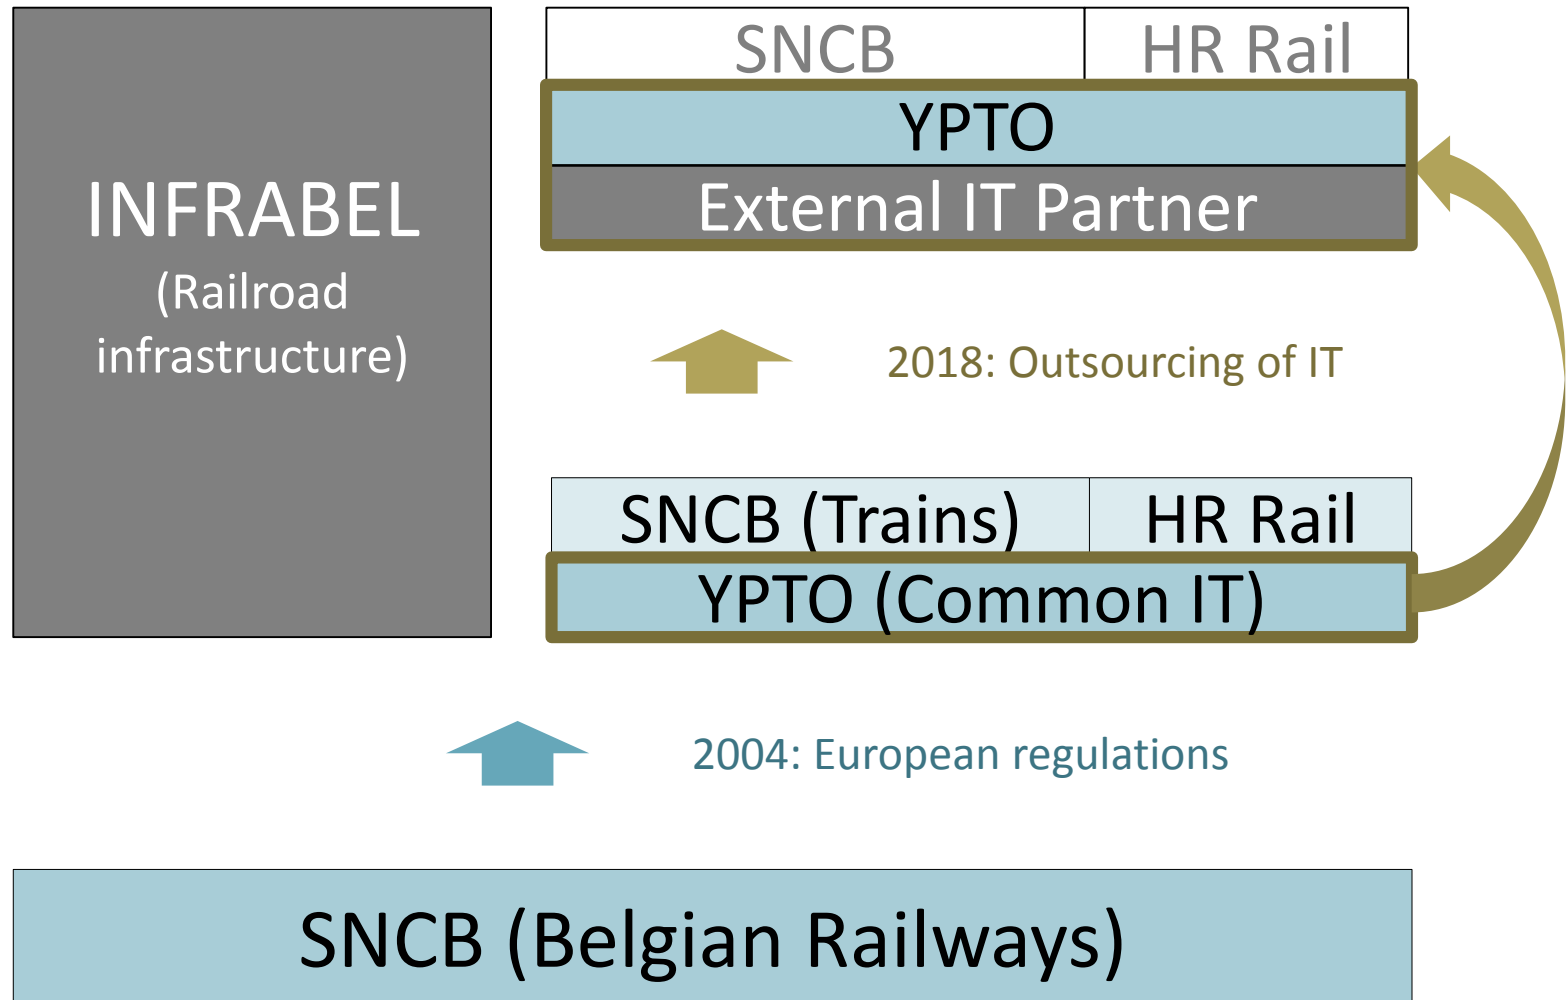 INFRABEL
(Railroad
infrastructure)
SNCB
HR Rail
YPTO
External IT Partner
2018: Outsourcing of IT
SNCB (Trains)
HR Rail
YPTO (Common IT)
2004: European regulations
SNCB (Belgian Railways)